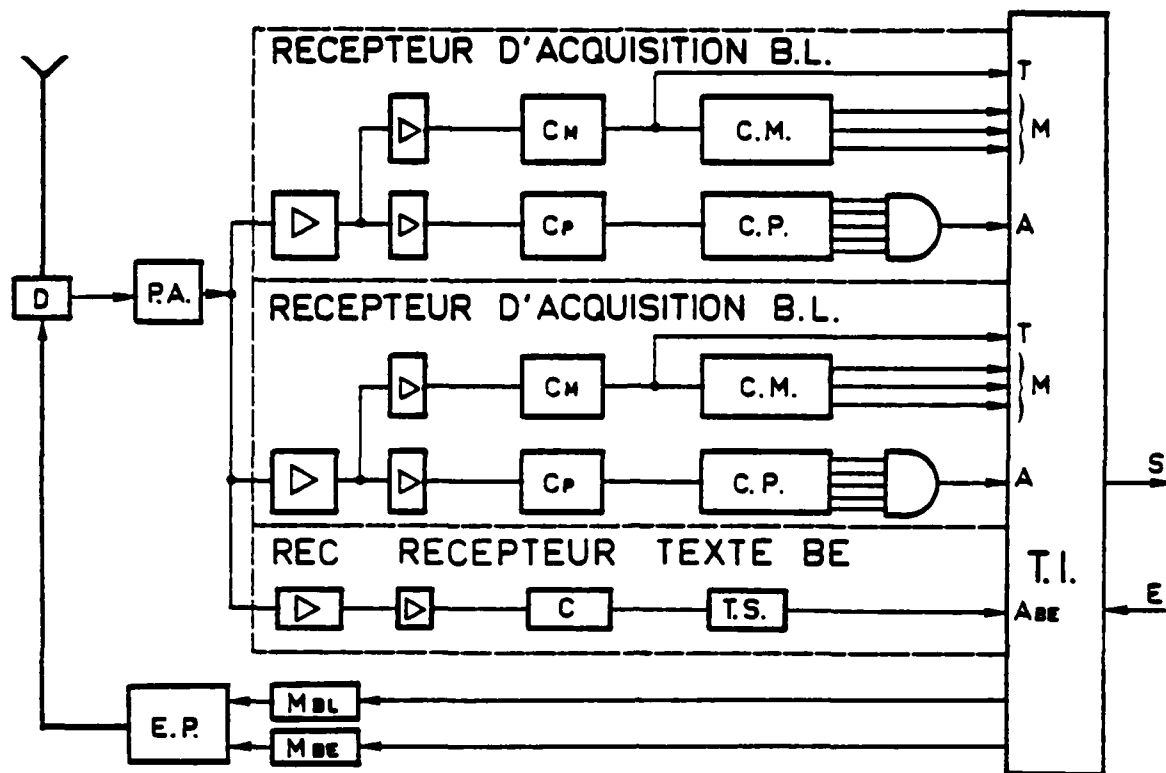 RECEPTEUR D'ACQUISITION B.L.
T
CM
C.M.
M
CP
C.P.
A
D
P.A.
RECEPTEUR D'ACQUISITION B.L.
T
CM
C.M.
M
CP
C.P.
A
S
REC RECEPTEUR TEXTE BE
T.I.
C
T.S.
ABE
E
E.P.
MBL
MBE